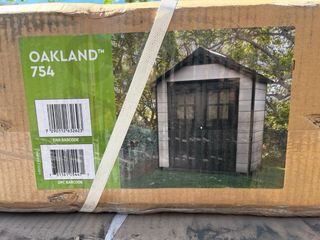 OAKLAND™
754
EAN BARCODE
UPC BARCODE